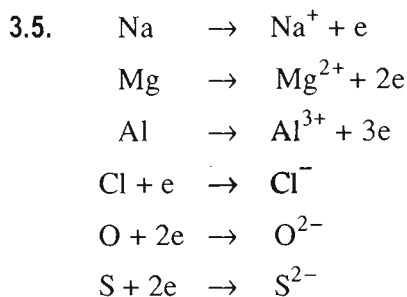 3.5. Na → Na⁺ + e
Mg → Mg²⁺ + 2e
Al → Al³⁺ + 3e
Cl + e → Cl⁻
O + 2e → O²⁻
S + 2e → S²⁻